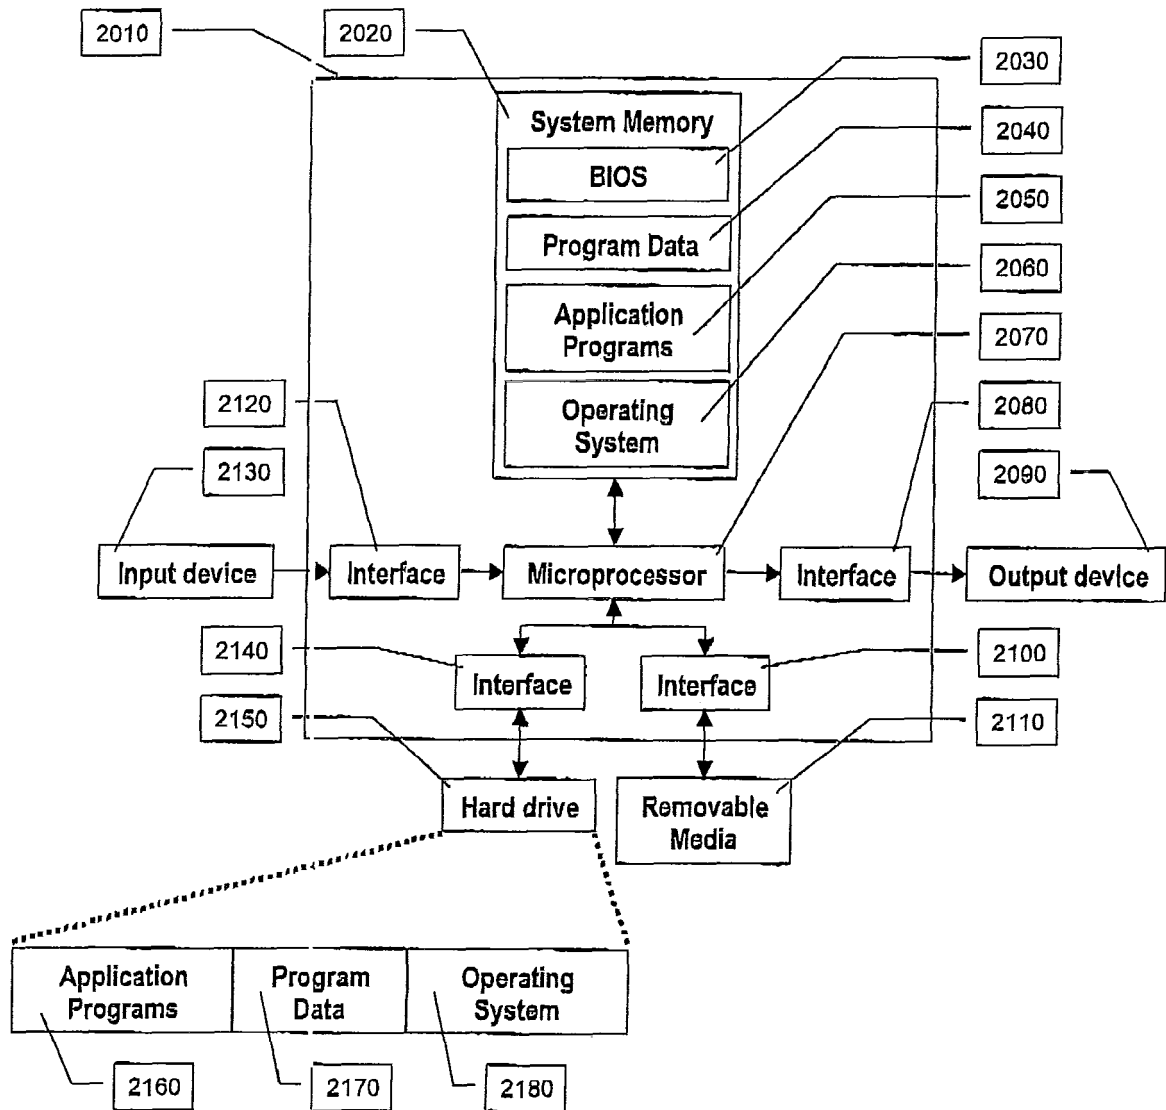 2010
2020
2030
System Memory
2040
BIOS
2050
Program Data
2060
Application
Programs
2070
2120
Operating
System
2080
2130
2090
Input device
Interface
Microprocessor
Interface
Output device
2140
2100
Interface
Interface
2150
2110
Hard drive
Removable
Media
Application
Programs
Program
Data
Operating
System
2160
2170
2180